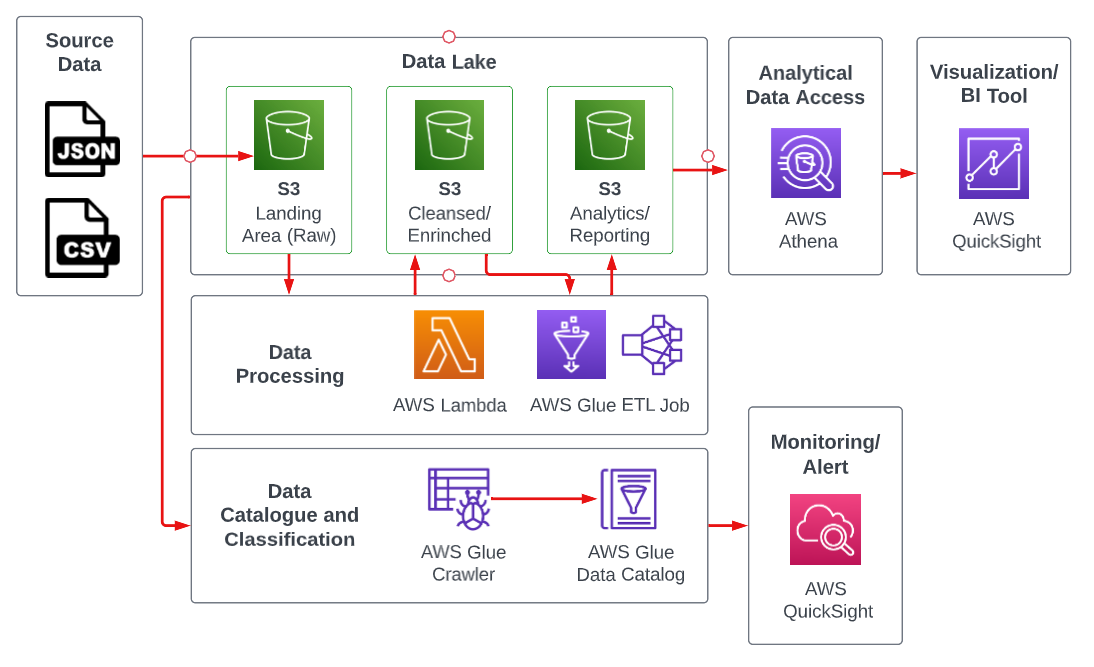 Source
Data
JSON
CSV
Data Lake
S3
Landing
Area (Raw)
S3
Cleansed/
Enrinched
S3
Analytics/
Reporting
Analytical
Data Access
AWS
Athena
Visualization/
BI Tool
AWS
QuickSight
Data
Processing
AWS Lambda
AWS Glue ETL Job
Data
Catalogue and
Classification
AWS Glue
Crawler
AWS Glue
Data Catalog
Monitoring/
Alert
AWS
QuickSight